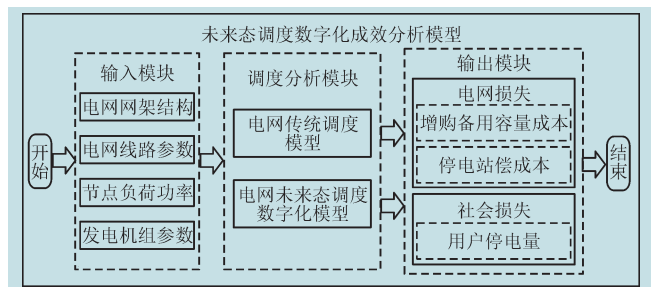 未来态调度数字化成效分析模型
开始
输入模块
电网网架结构
电网线路参数
节点负荷功率
发电机组参数
调度分析模块
电网传统调度
模型
电网未来态调度
数字化模型
输出模块
电网损失
增购备用容量成本
停电站偿成本
社会损失
用户停电量
结束